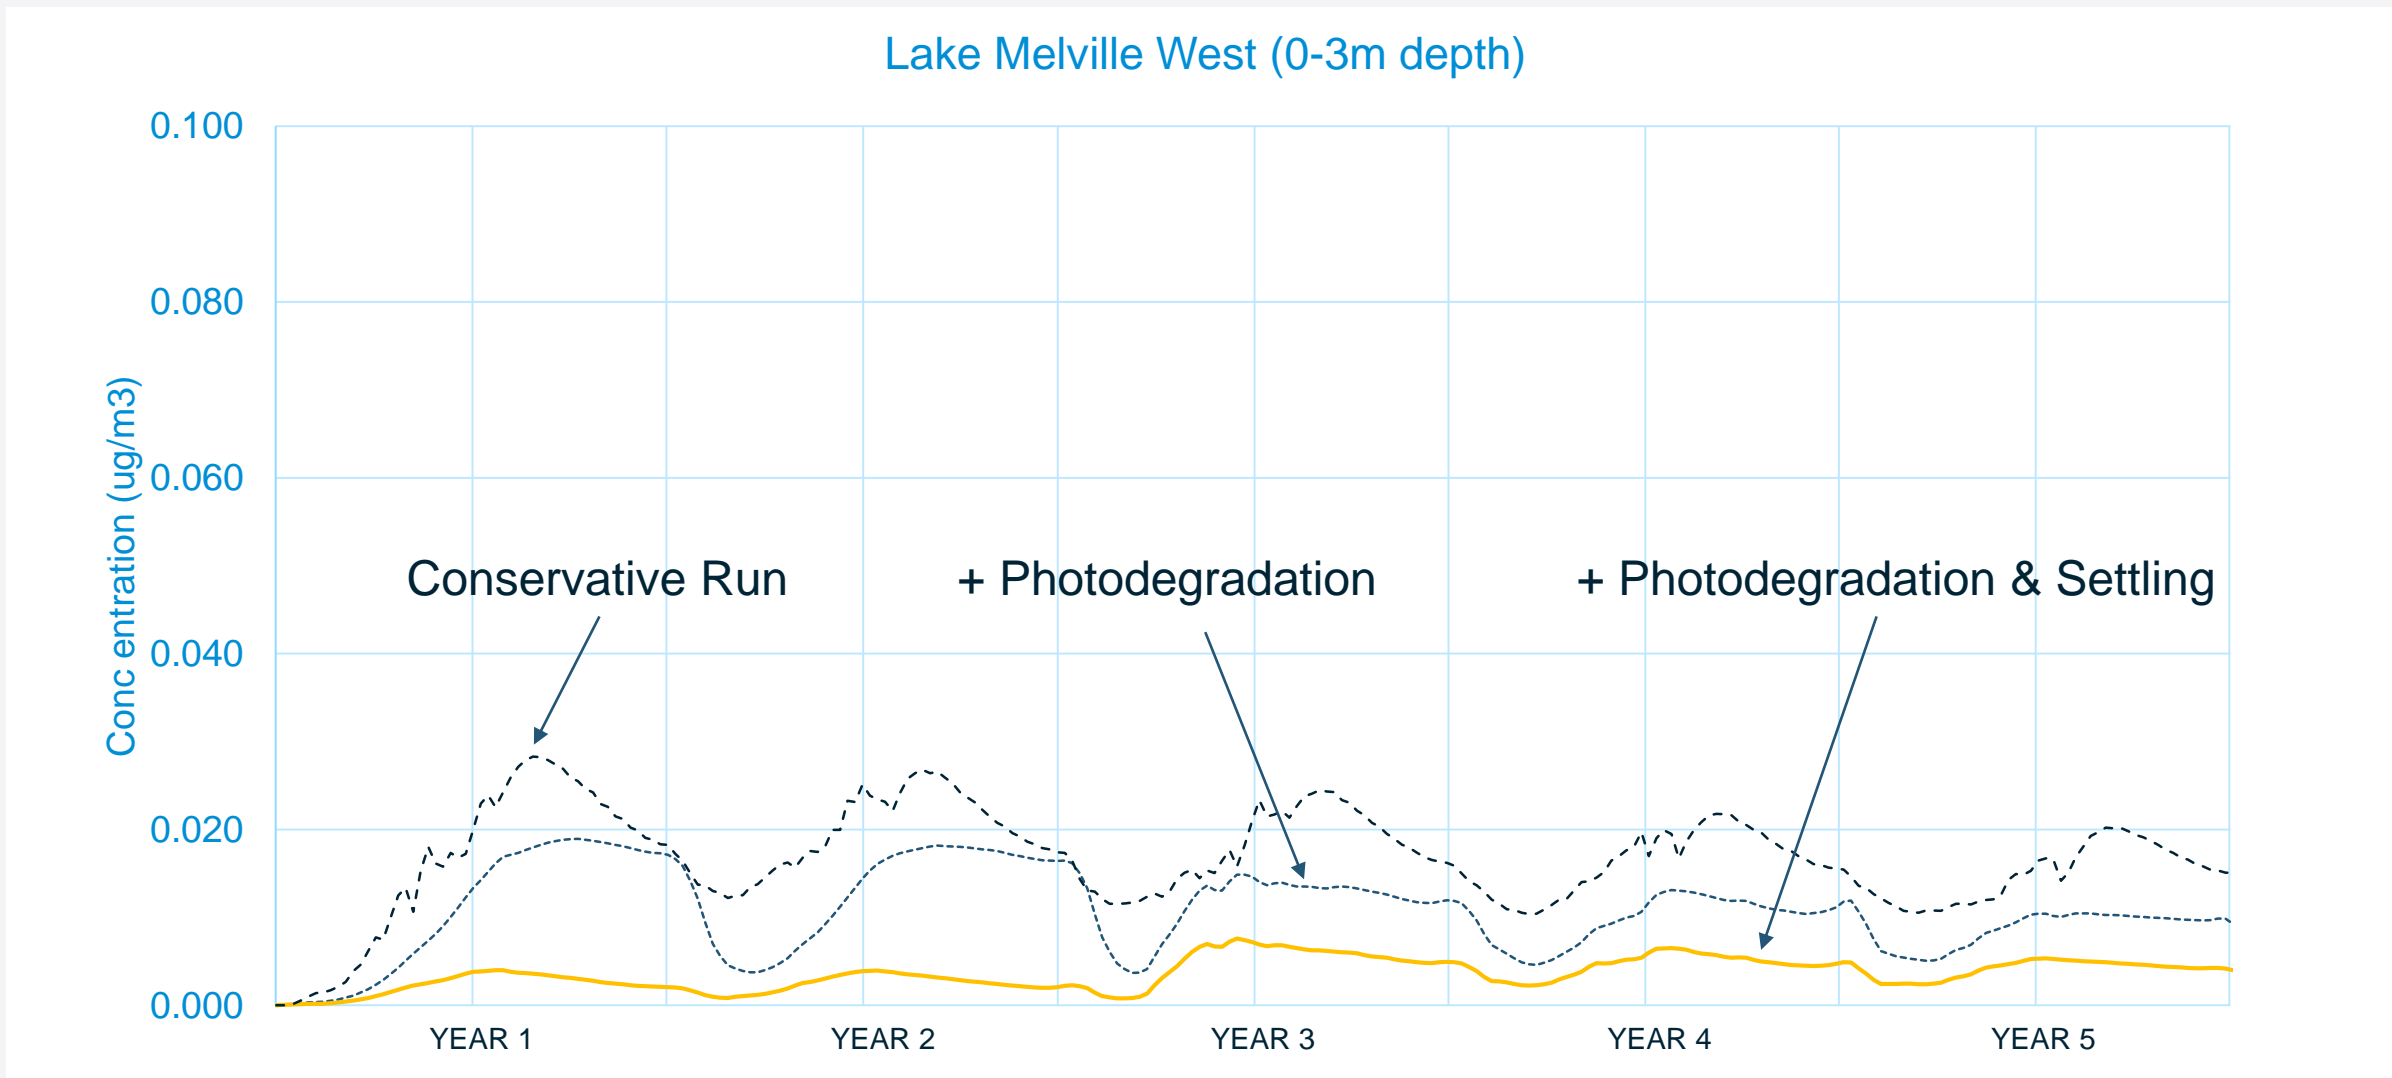 Lake Melville West (0-3m depth)
0.100
0.080
0.060
0.040
0.020
0.000
Conc entration (ug/m3)
Conservative Run
+ Photodegradation
+ Photodegradation & Settling
YEAR 1
YEAR 2
YEAR 3
YEAR 4
YEAR 5